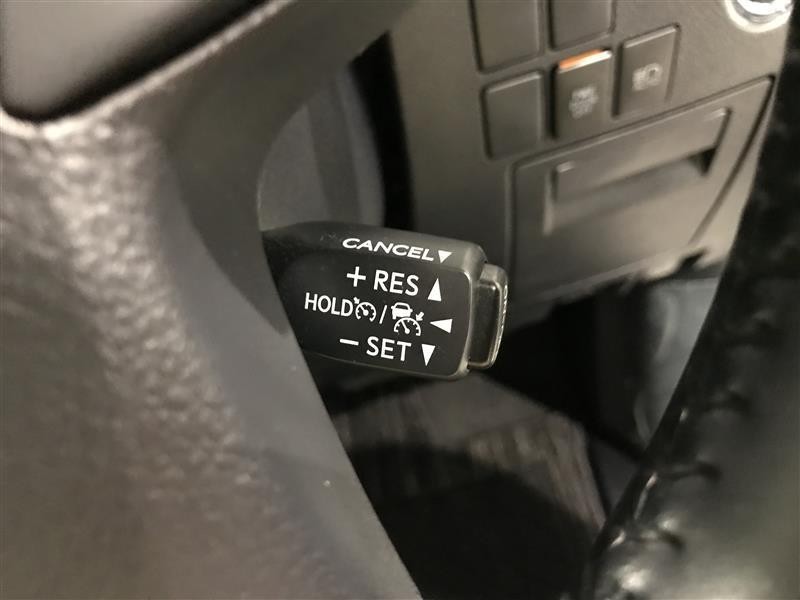 CANCEL▼
+ RES ▲
HOLD / ◀
− SET ▼